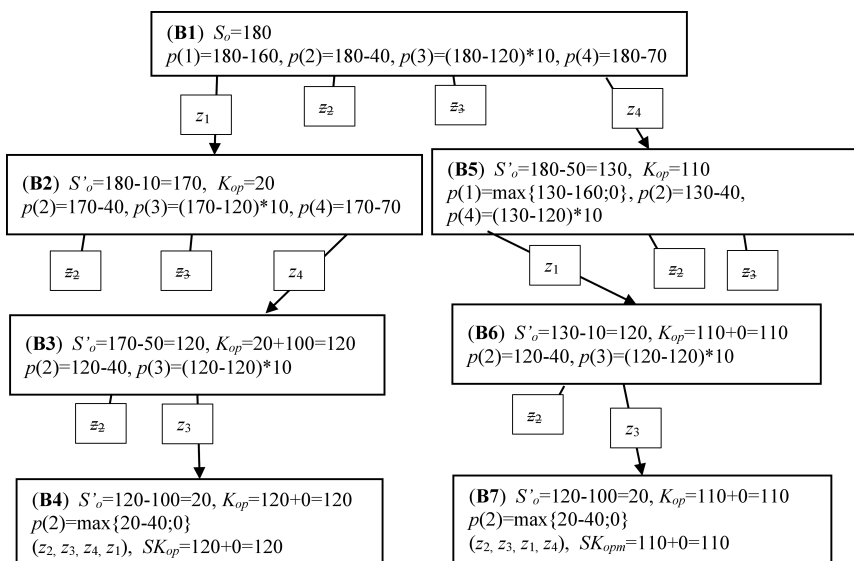 (B1) Sₒ=180
p(1)=180-160, p(2)=180-40, p(3)=(180-120)*10, p(4)=180-70
z₁
z₂
z₃
z₄
(B2) S’ₒ=180-10=170, Kₒₚ=20
p(2)=170-40, p(3)=(170-120)*10, p(4)=170-70
(B5) S’ₒ=180-50=130, Kₒₚ=110
p(1)=max{130-160;0}, p(2)=130-40,
p(4)=(130-120)*10
z₂
z₃
z₄
z₁
z₂
z₃
(B3) S’ₒ=170-50=120, Kₒₚ=20+100=120
p(2)=120-40, p(3)=(120-120)*10
(B6) S’ₒ=130-10=120, Kₒₚ=110+0=110
p(2)=120-40, p(3)=(120-120)*10
z₂
z₃
z₂
z₃
(B4) S’ₒ=120-100=20, Kₒₚ=120+0=120
p(2)=max{20-40;0}
(z₂, z₃, z₄, z₁), SKₒₚ=120+0=120
(B7) S’ₒ=120-100=20, Kₒₚ=110+0=110
p(2)=max{20-40;0}
(z₂, z₃, z₁, z₄), SKₒₚₘ=110+0=110